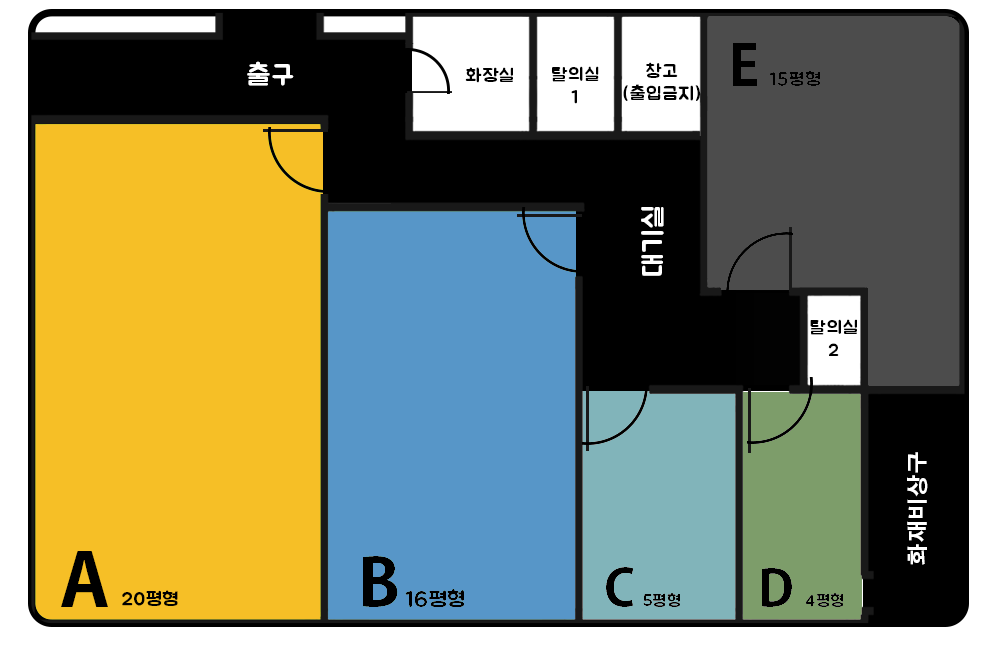 출구
화장실
탈의실
1
창고
(출입금지)
E 15평형
대기실
탈의실
2
화재비상구
A 20평형
B 16평형
C 5평형
D 4평형